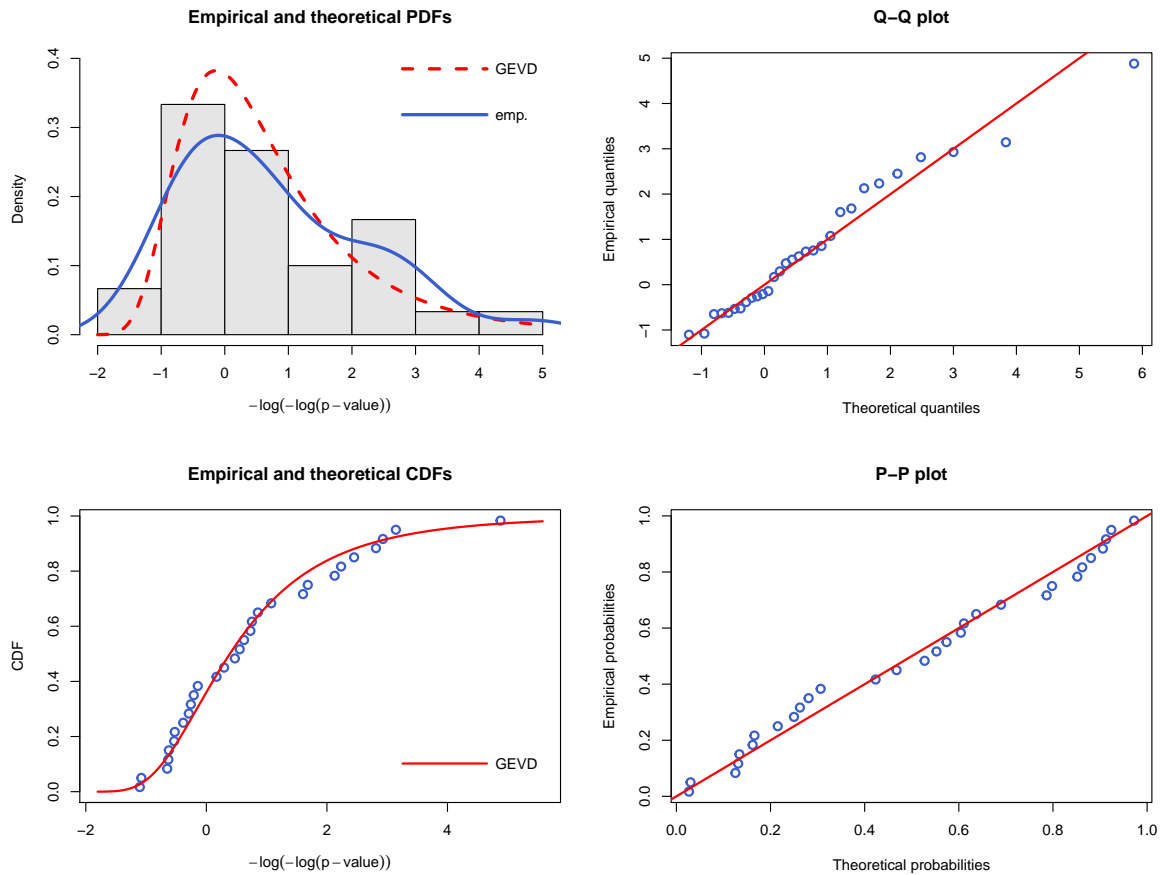 Empirical and theoretical PDFs
Density
0.0 0.1 0.2 0.3 0.4
GEVD
emp.
−2 −1 0 1 2 3 4 5
−log(−log(p−value))
Q−Q plot
Empirical quantiles
−1 0 1 2 3 4 5
−1 0 1 2 3 4 5 6
Theoretical quantiles
Empirical and theoretical CDFs
CDF
0.0 0.2 0.4 0.6 0.8 1.0
GEVD
−2 0 2 4
−log(−log(p−value))
P−P plot
Empirical probabilities
0.0 0.2 0.4 0.6 0.8 1.0
0.0 0.2 0.4 0.6 0.8 1.0
Theoretical probabilities